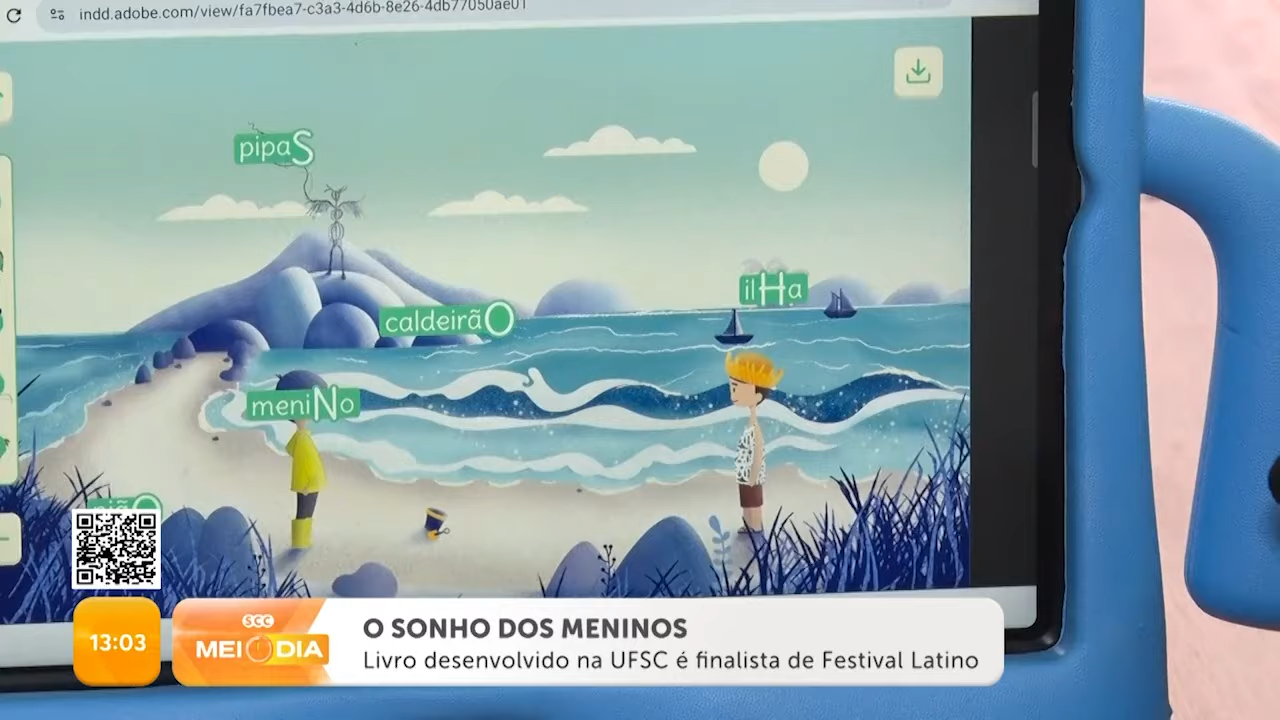 indd.adobe.com/view/fa7fbea7-c3a3-4d6b-8e26-4db77050ae01
pipaS
ilHa
caldeirãO
meniNo
piãO
13:03
SCC
MEIODIA
O SONHO DOS MENINOS
Livro desenvolvido na UFSC é finalista de Festival Latino